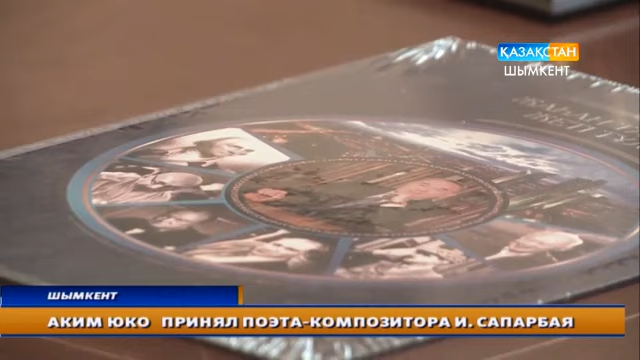 ҚАЗАҚСТАН
ШЫМКЕНТ
ШЫМКЕНТ
АКИМ ЮКО ПРИНЯЛ ПОЭТА-КОМПОЗИТОРА И. САПАРБАЯ